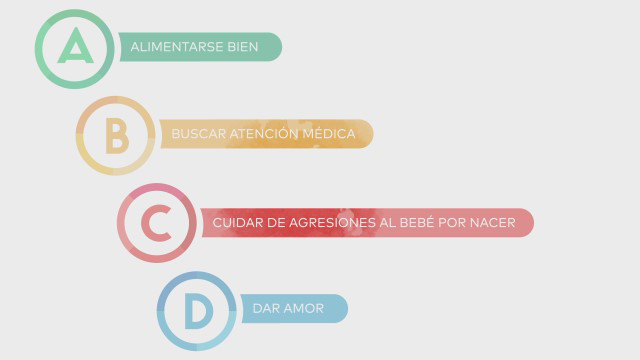 A ALIMENTARSE BIEN
B BUSCAR ATENCIÓN MÉDICA
C CUIDAR DE AGRESIONES AL BEBÉ POR NACER
D DAR AMOR